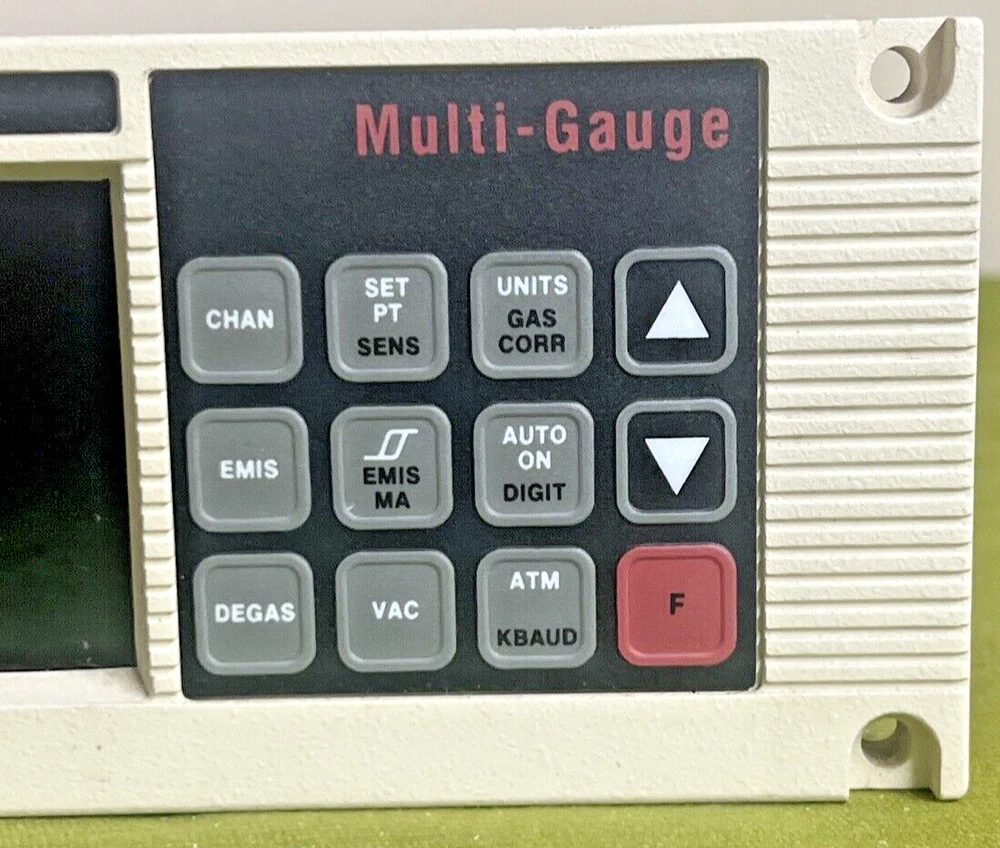 Multi-Gauge
CHAN
SET
PT
SENS
UNITS
GAS
CORR
EMIS
EMIS
MA
AUTO
ON
DIGIT
DEGAS
VAC
ATM
KBAUD
F